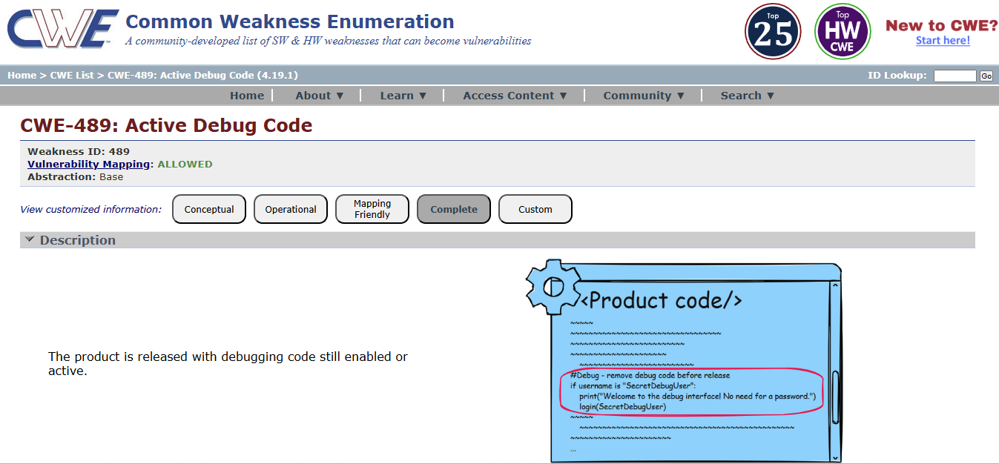 CWE™ Common Weakness Enumeration
A community-developed list of SW & HW weaknesses that can become vulnerabilities
Top
25
Top
HW
CWE
New to CWE?
Start here!
Home > CWE List > CWE-489: Active Debug Code (4.19.1)
ID Lookup: Go
Home About ▼ Learn ▼ Access Content ▼ Community ▼ Search ▼
CWE-489: Active Debug Code
Weakness ID: 489
Vulnerability Mapping: ALLOWED
Abstraction: Base
View customized information: Conceptual Operational Mapping Friendly Complete Custom
Description
The product is released with debugging code still enabled or
active.
<Product code/>
~~~~~
#Debug - remove debug code before release
if username is "SecretDebugUser":
print("Welcome to the debug interface! No need for a password.")
login(SecretDebugUser)
...